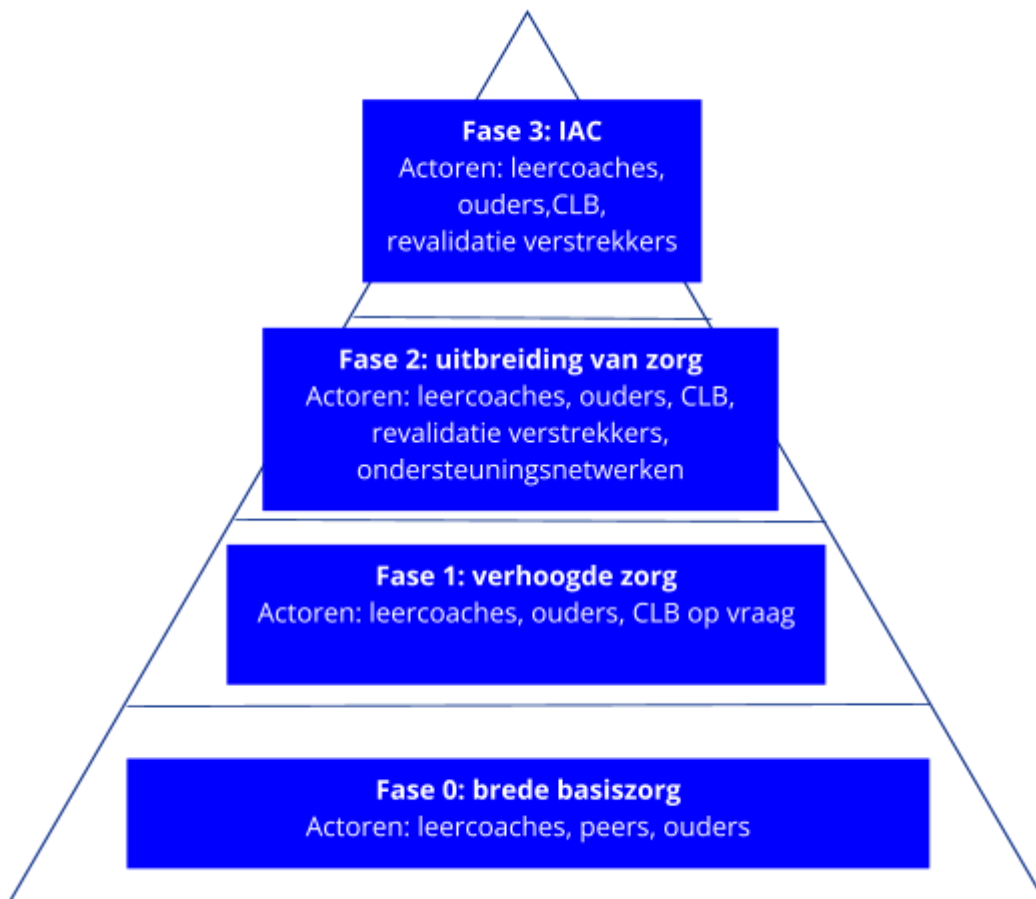 Fase 3: IAC
Actoren: leercoaches,
ouders,CLB,
revalidatie verstrekkers
Fase 2: uitbreiding van zorg
Actoren: leercoaches, ouders, CLB,
revalidatie verstrekkers,
ondersteuningsnetwerken
Fase 1: verhoogde zorg
Actoren: leercoaches, ouders, CLB op vraag
Fase 0: brede basiszorg
Actoren: leercoaches, peers, ouders